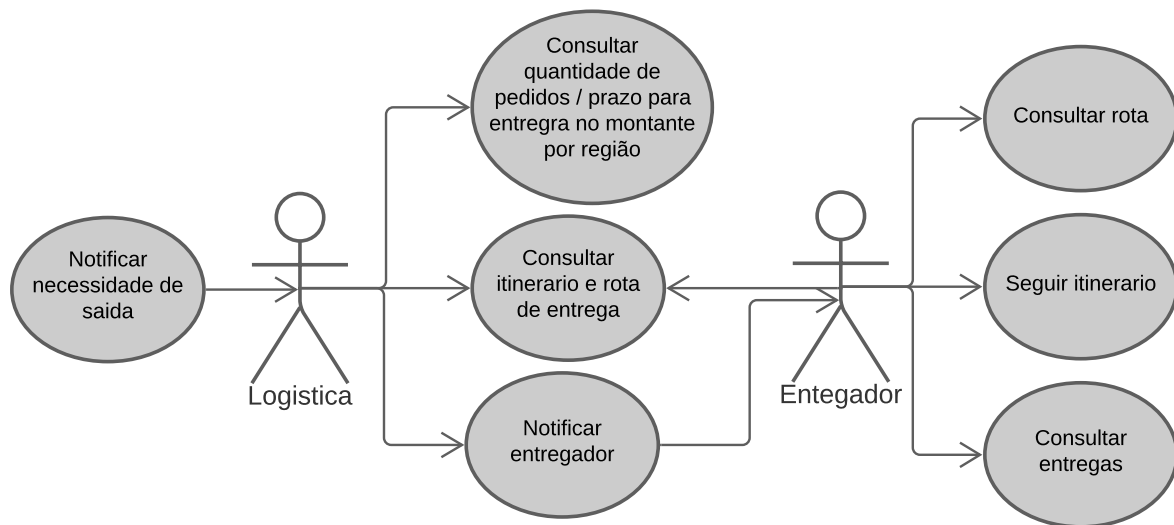 Notificar
necessidade de
saida
Logistica
Consultar
quantidade de
pedidos / prazo para
entregra no montante
por região
Consultar
itinerario e rota
de entrega
Notificar
entregador
Entegador
Consultar rota
Seguir itinerario
Consultar
entregas